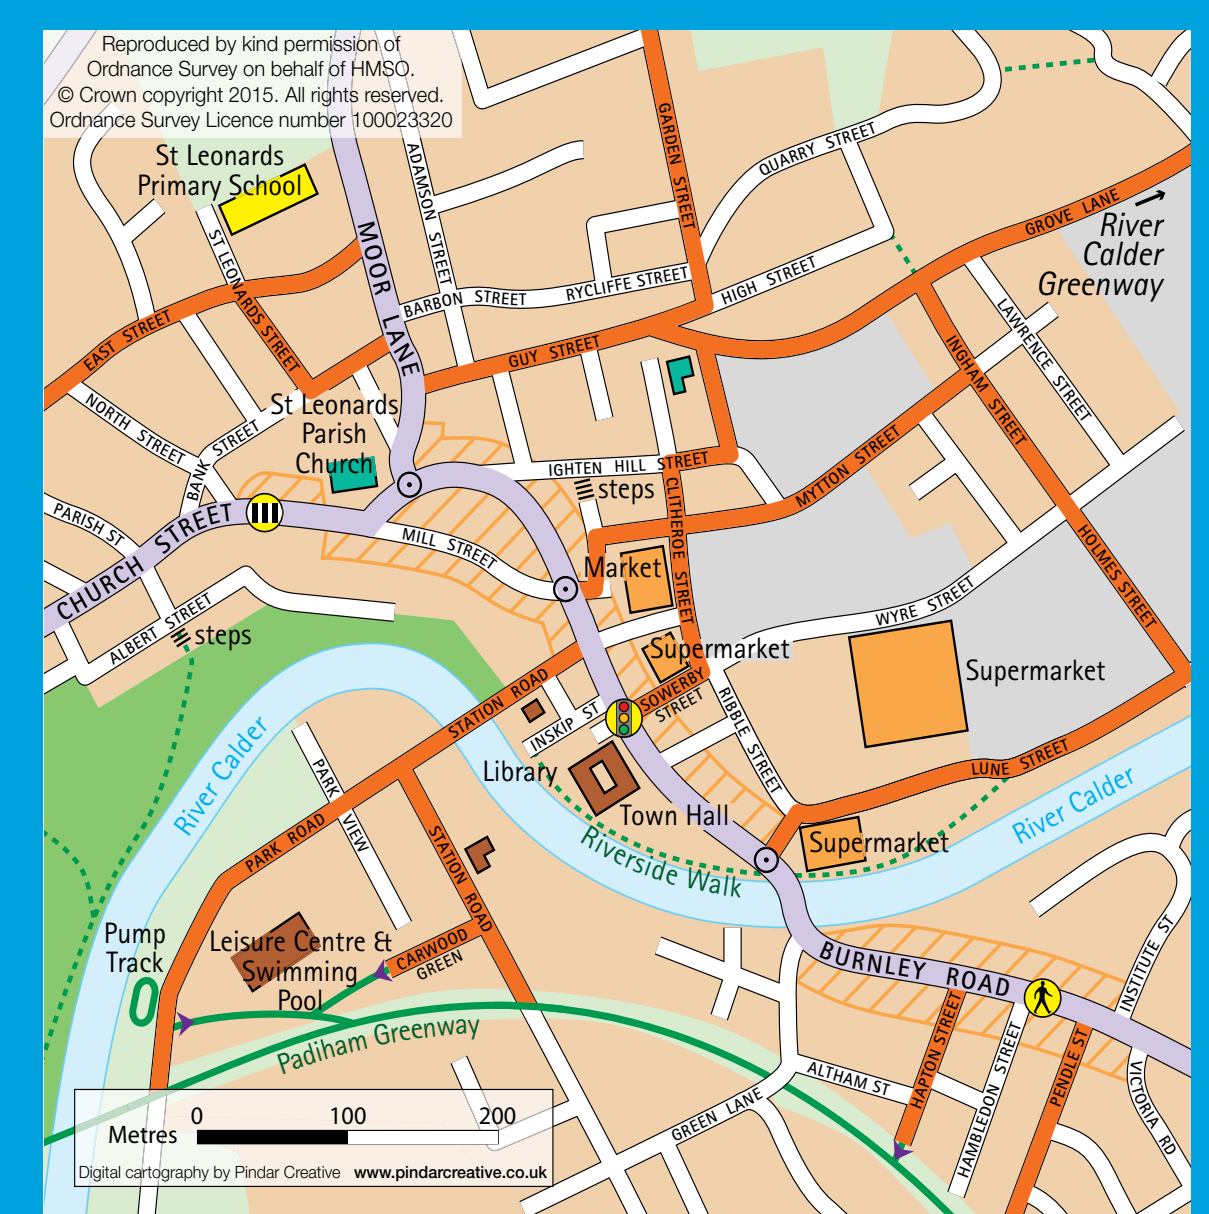 Reproduced by kind permission of
Ordnance Survey on behalf of HMSO.
© Crown copyright 2015. All rights reserved.
Ordnance Survey Licence number 100023320
St Leonards
Primary School
ADAMSON STREET
GARDEN STREET
QUARRY STREET
GROVE LANE
River
Calder
Greenway
MOOR LANE
ST LEONARDS STREET
BARBON STREET
RYCLIFFE STREET
HIGH STREET
EAST STREET
GUY STREET
LAWRENCE STREET
INGHAM STREET
NORTH STREET
BANK STREET
St Leonards
Parish
Church
IGHTEN HILL STREET
steps
CLITHEROE STREET
MYTTON STREET
PARISH ST
CHURCH STREET
MILL STREET
Market
HOLMES STREET
WYRE STREET
ALBERT STREET
steps
Supermarket
Supermarket
SOWERBY
STREET
STATION ROAD
INSKIP ST
RIBBLE STREET
River Calder
PARK VIEW
Library
Town Hall
LUNE STREET
River Calder
Supermarket
Riverside Walk
PARK ROAD
STATION ROAD
Pump
Track
Leisure Centre &
Swimming
Pool
CARWOOD
GREEN
BURNLEY ROAD
INSTITUTE ST
Padiham Greenway
HAPTON STREET
HAMBLEDON STREET
PENDLE ST
VICTORIA RD
ALTHAM ST
GREEN LANE
0 100 200
Metres
Digital cartography by Pindar Creative www.pindarcreative.co.uk